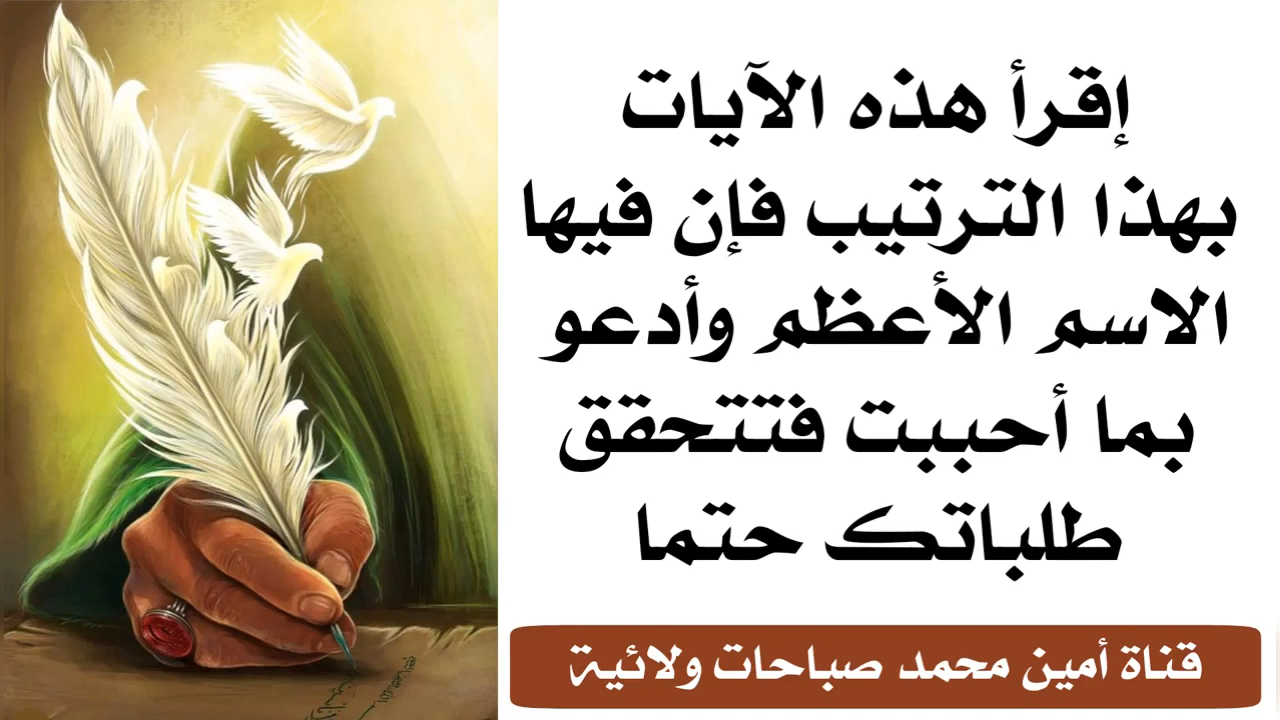 إقرأ هذه الآيات
بهذا الترتيب فإن فيها
الاسم الأعظم وأدعو
بما أحببت فتتحقق
طلباتك حتما
قناة أمين محمد صباحات ولائية